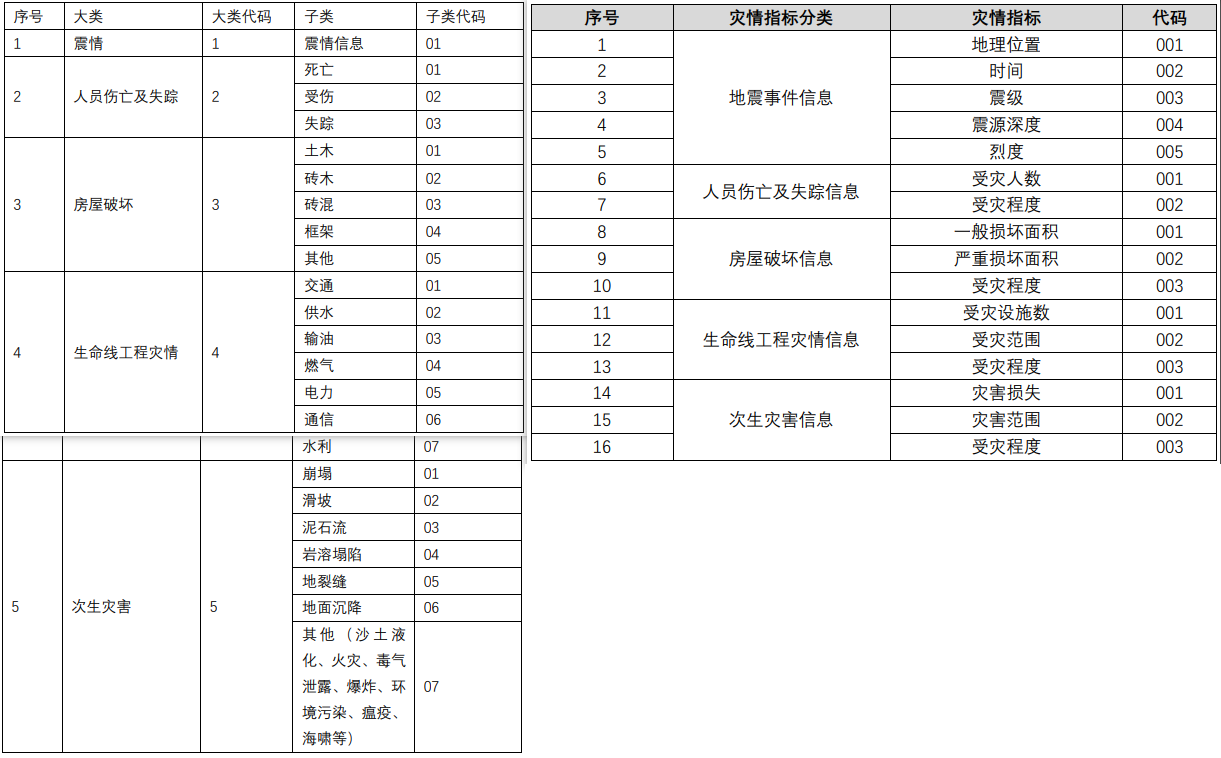 序号 大类 大类代码 子类 子类代码
1 震情 1 震情信息 01
2 人员伤亡及失踪 2 死亡 01
受伤 02
失踪 03
3 房屋破坏 3 土木 01
砖木 02
砖混 03
框架 04
其他 05
4 生命线工程灾情 4 交通 01
供水 02
输油 03
燃气 04
电力 05
通信 06
水利 07
5 次生灾害 5 崩塌 01
滑坡 02
泥石流 03
岩溶塌陷 04
地裂缝 05
地面沉降 06
其他（沙土液
化、火灾、毒气
泄露、爆炸、环 07
境污染、瘟疫、
海啸等）
序号 灾情指标分类 灾情指标 代码
1 地震事件信息 地理位置 001
2 时间 002
3 震级 003
4 震源深度 004
5 烈度 005
6 人员伤亡及失踪信息 受灾人数 001
7 受灾程度 002
8 房屋破坏信息 一般损坏面积 001
9 严重损坏面积 002
10 受灾程度 003
11 生命线工程灾情信息 受灾设施数 001
12 受灾范围 002
13 受灾程度 003
14 次生灾害信息 灾害损失 001
15 灾害范围 002
16 受灾程度 003